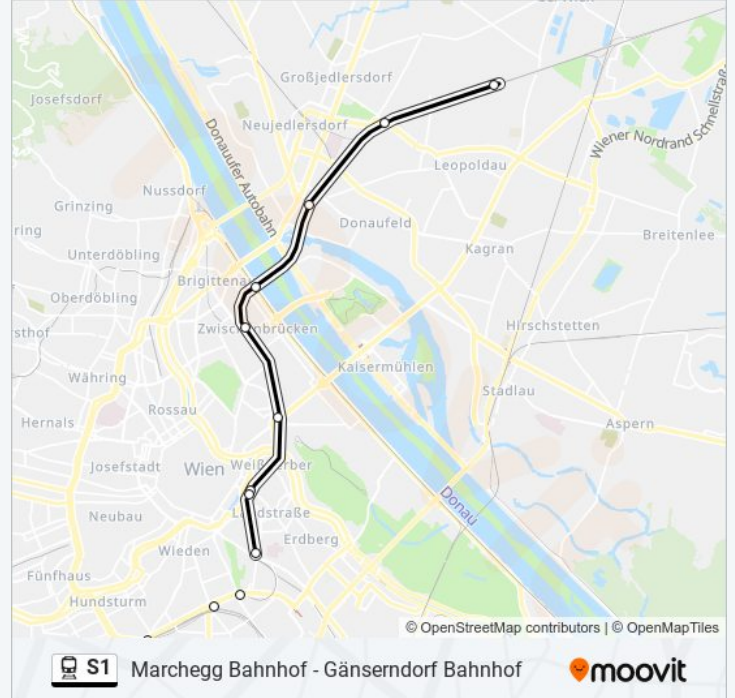 Großjedlersdorf
Josefsdorf
Neujedlersdorf
Donauufer Autobahn
Wiener Nordrand Schnellstraße
Leopoldau
Nussdorf
Grinzing
Donaufeld
ring
Breitenlee
Kagran
Unterdöbling
Brigittenau
Oberdöbling
sthof
Zwischenbrücken
Hirschstetten
Kaisermühlen
Währing
Stadlau
Rossau
Hernals
Aspern
Josefstadt
Wien
Weißgerber
Donau
Neubau
Landstraße
Erdberg
Wieden
Fünfhaus
Hundsturm
© OpenStreetMap contributors | © OpenMapTiles
S1 Marchegg Bahnhof - Gänserndorf Bahnhof
moovit